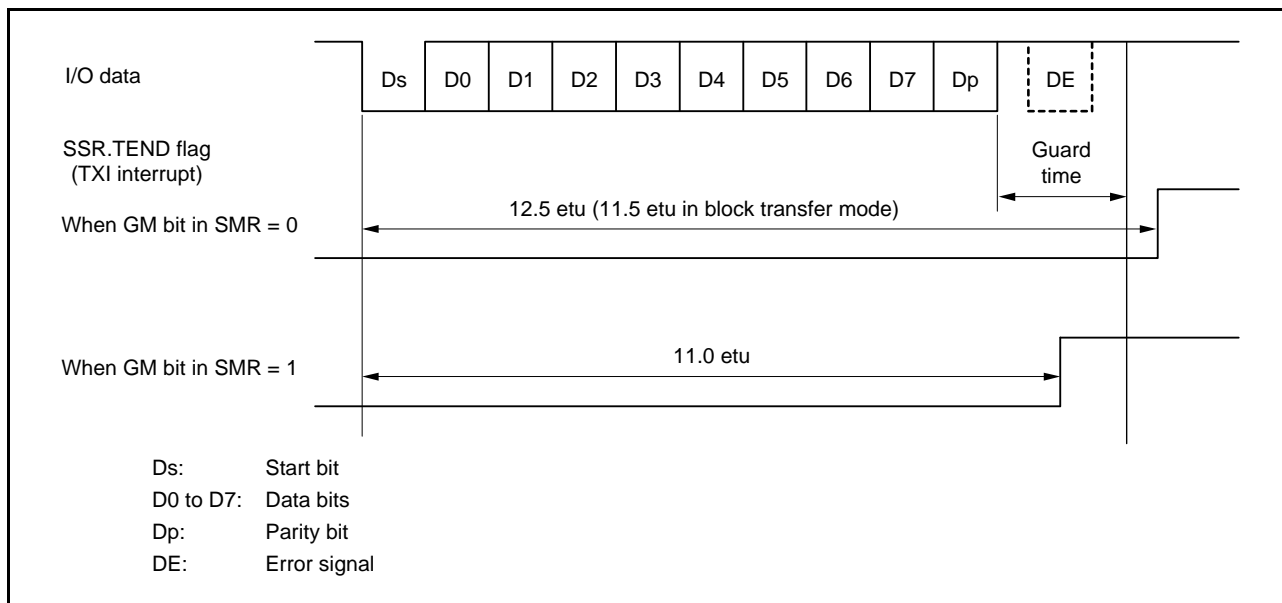 I/O data
Ds D0 D1 D2 D3 D4 D5 D6 D7 Dp DE
SSR.TEND flag
(TXI interrupt)
Guard
time
When GM bit in SMR = 0
12.5 etu (11.5 etu in block transfer mode)
When GM bit in SMR = 1
11.0 etu
Ds: Start bit
D0 to D7: Data bits
Dp: Parity bit
DE: Error signal